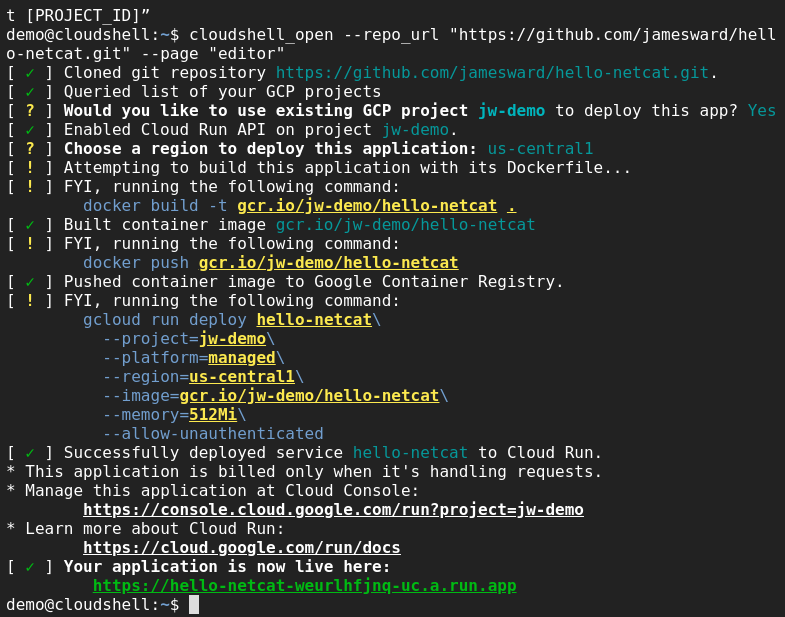 t [PROJECT_ID]”
demo@cloudshell:~$ cloudshell_open --repo_url "https://github.com/jamesward/hell
o-netcat.git" --page "editor"
[ ✓ ] Cloned git repository https://github.com/jamesward/hello-netcat.git.
[ ✓ ] Queried list of your GCP projects
[ ? ] Would you like to use existing GCP project jw-demo to deploy this app? Yes
[ ✓ ] Enabled Cloud Run API on project jw-demo.
[ ? ] Choose a region to deploy this application: us-central1
[ ! ] Attempting to build this application with its Dockerfile...
[ ! ] FYI, running the following command:
        docker build -t gcr.io/jw-demo/hello-netcat .
[ ✓ ] Built container image gcr.io/jw-demo/hello-netcat
[ ! ] FYI, running the following command:
        docker push gcr.io/jw-demo/hello-netcat
[ ✓ ] Pushed container image to Google Container Registry.
[ ! ] FYI, running the following command:
        gcloud run deploy hello-netcat\
          --project=jw-demo\
          --platform=managed\
          --region=us-central1\
          --image=gcr.io/jw-demo/hello-netcat\
          --memory=512Mi\
          --allow-unauthenticated
[ ✓ ] Successfully deployed service hello-netcat to Cloud Run.
* This application is billed only when it's handling requests.
* Manage this application at Cloud Console:
        https://console.cloud.google.com/run?project=jw-demo
* Learn more about Cloud Run:
        https://cloud.google.com/run/docs
[ ✓ ] Your application is now live here:
         https://hello-netcat-weurlhfjnq-uc.a.run.app
demo@cloudshell:~$